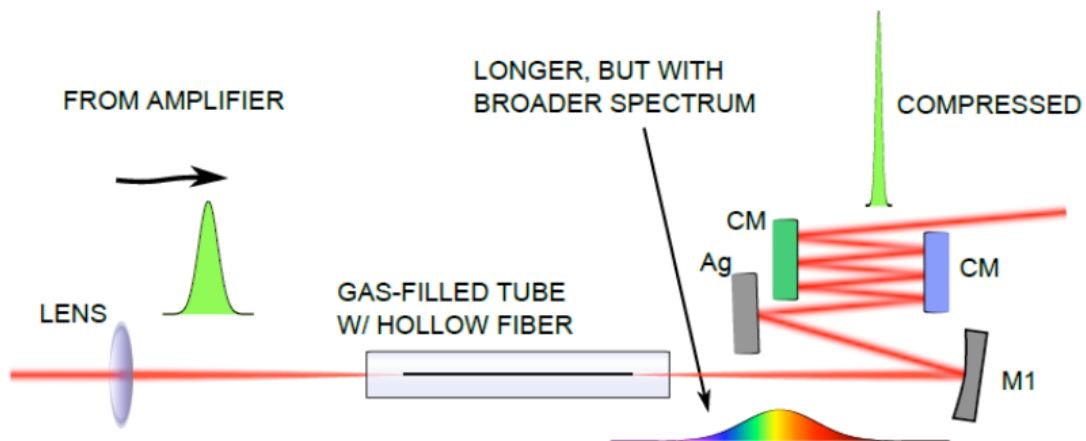 FROM AMPLIFIER
LONGER, BUT WITH
BROADER SPECTRUM
COMPRESSED
CM
Ag
CM
LENS
GAS-FILLED TUBE
W/ HOLLOW FIBER
M1